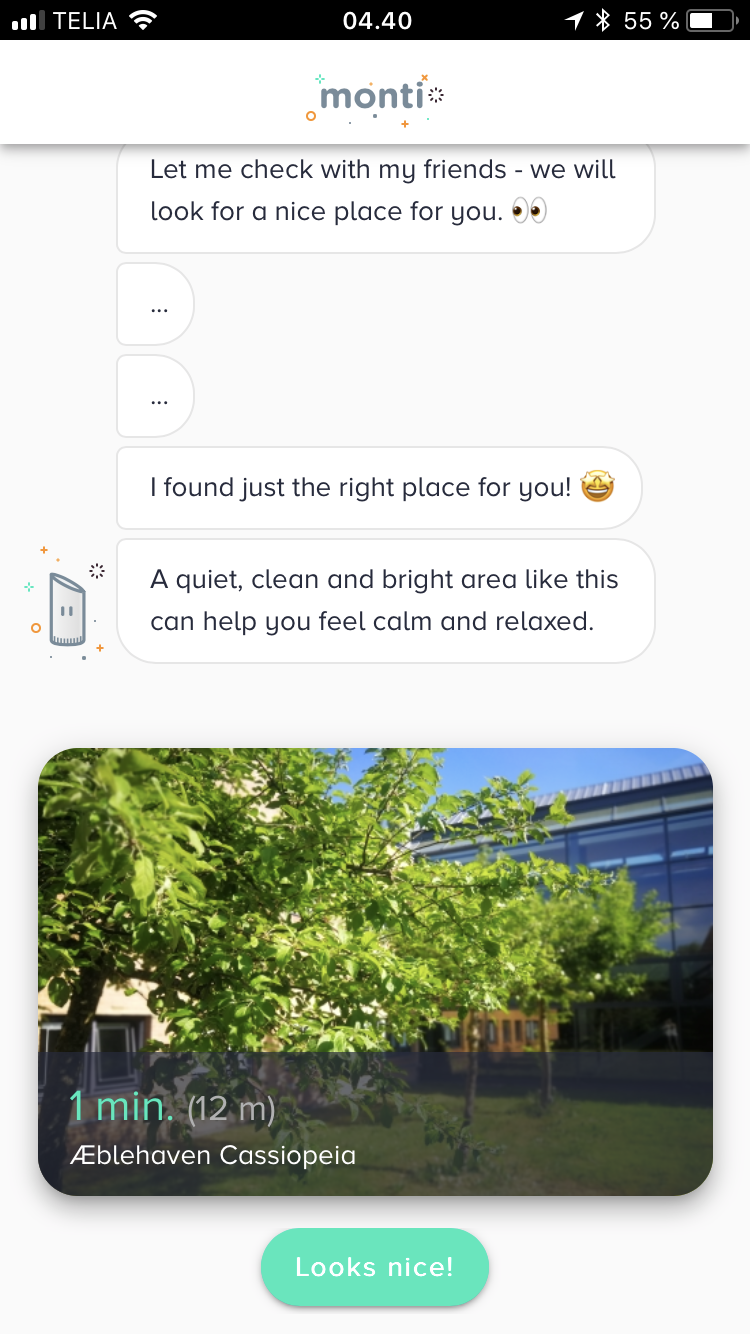 TELIA 04.40 55 %
monti
Let me check with my friends - we will
look for a nice place for you. 👀
...
...
I found just the right place for you! 🤩
A quiet, clean and bright area like this
can help you feel calm and relaxed.
1 min. (12 m)
Æblehaven Cassiopeia
Looks nice!